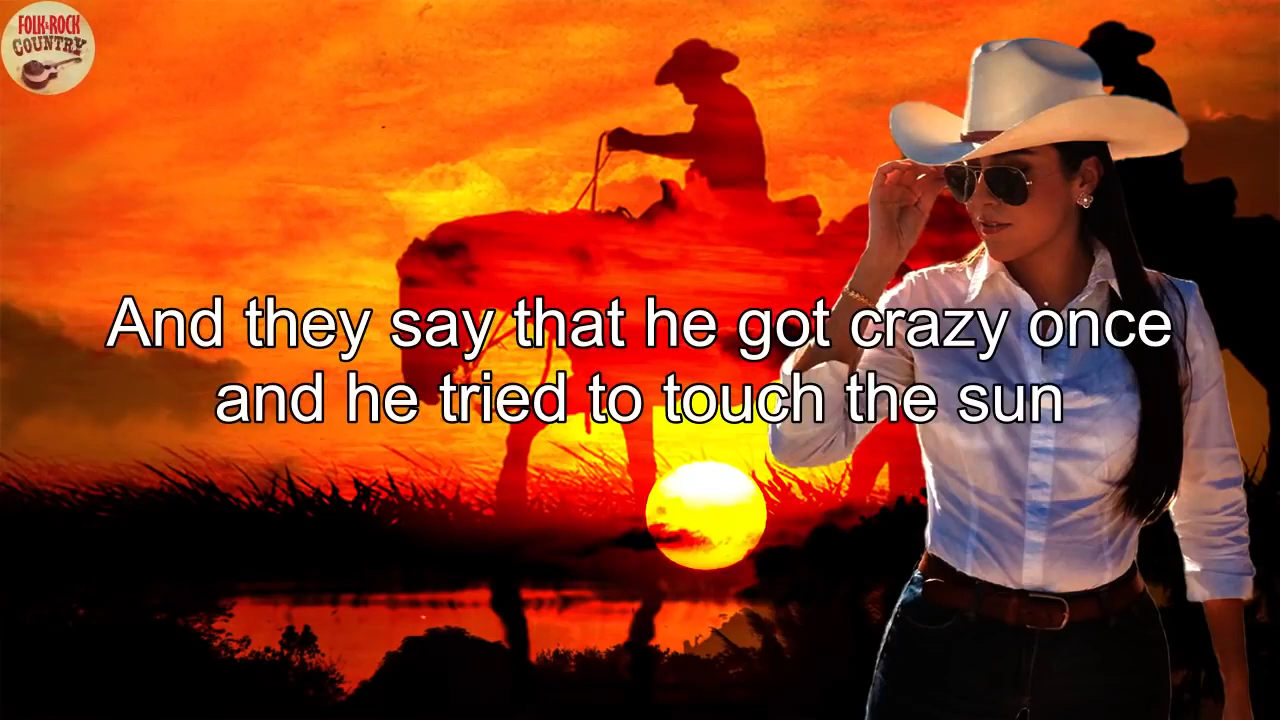 FOLK & ROCK
COUNTRY
And they say that he got crazy once
and he tried to touch the sun